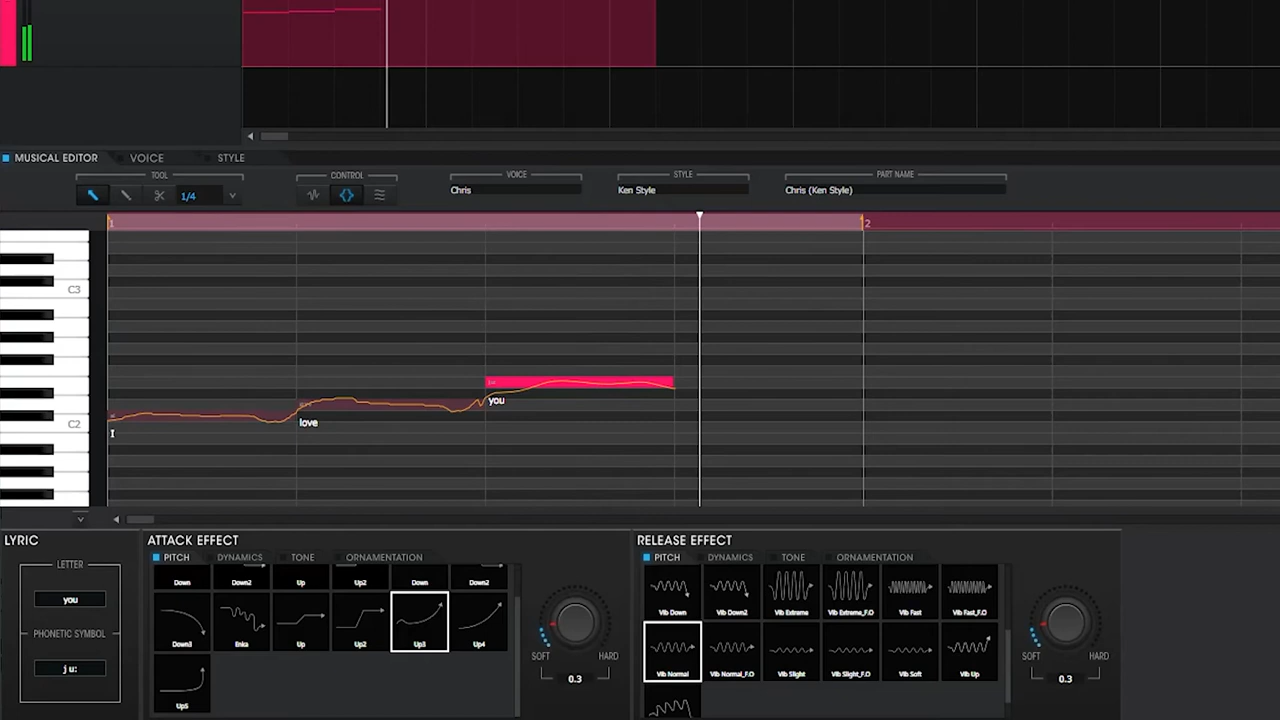 MUSICAL EDITOR VOICE STYLE
TOOL CONTROL VOICE STYLE PART NAME
1/4 Chris Ken Style Chris (Ken Style)
1 2
C3
you
C2 love
I
LYRIC ATTACK EFFECT RELEASE EFFECT
LETTER PITCH DYNAMICS TONE ORNAMENTATION PITCH DYNAMICS TONE ORNAMENTATION
Down Down2 Up Up2 Down Down2
you Vib Down Vib Down2 Vib Extreme Vib Extreme_F.O Vib Fast Vib Fast_F.O
PHONETIC SYMBOL Down3 Enka Up Up2 Up3 Up4
SOFT HARD SOFT HARD
j u: Vib Normal Vib Normal_F.O Vib Slight Vib Slight_F.O Vib Soft Vib Up
0.3 0.3
Up5